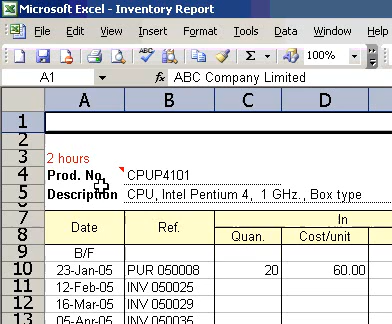 Microsoft Excel - Inventory Report
File Edit View Insert Format Tools Data Window
Σ 100%
A1 fx ABC Company Limited
A B C D
1
2
3 2 hours
4 Prod. No. CPUP4101
5 Description CPU, Intel Pentium 4, 1 GHz., Box type
7 Date Ref. In
8 Quan. Cost/unit
9 B/F
10 23-Jan-05 PUR 050008 20 60.00
11 12-Feb-05 INV 050025
12 16-Mar-05 INV 050029
13 05-Apr-05 INV 050035